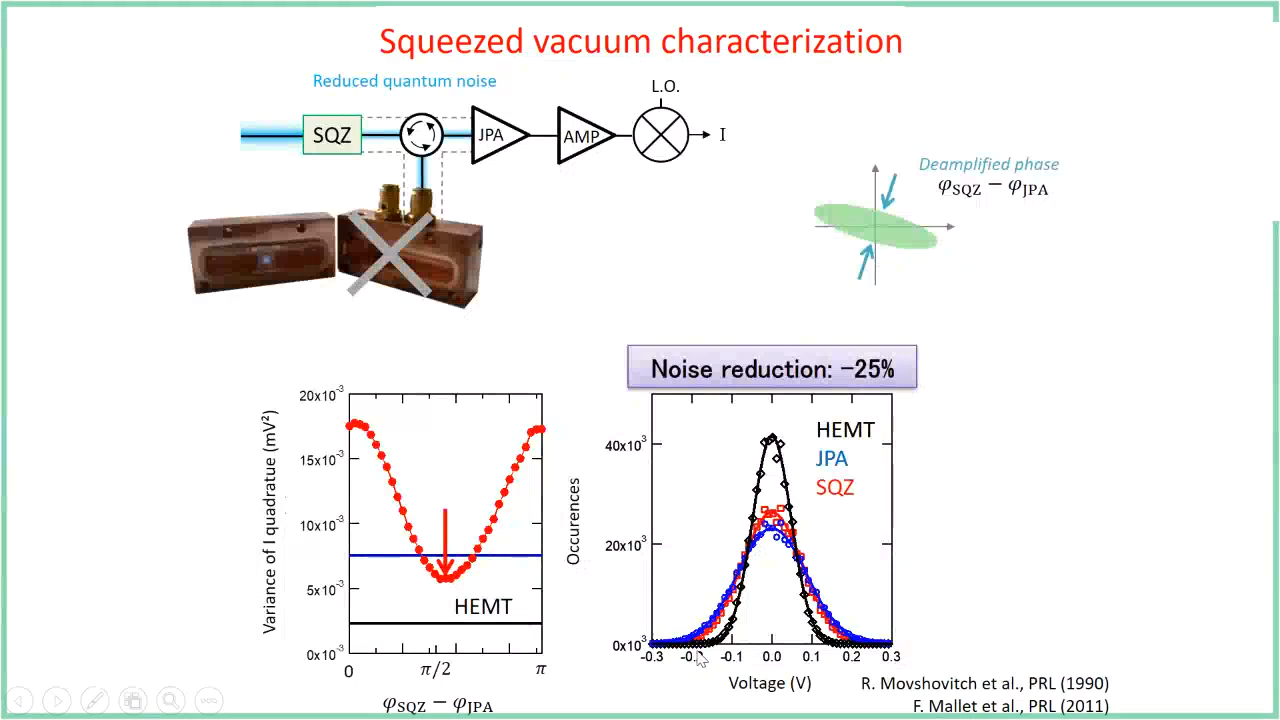 Squeezed vacuum characterization
Reduced quantum noise
L.O.
SQZ
JPA
AMP
I
Deamplified phase
φSQZ − φJPA
Noise reduction: −25%
20x10⁻³
15x10⁻³
10x10⁻³
5x10⁻³
0x10⁻³
Variance of I quadratue (mV²)
HEMT
0
π/2
π
φSQZ − φJPA
40x10³
20x10³
0x10³
Occurences
HEMT
JPA
SQZ
-0.3
-0.1
0.0
0.1
0.2
0.3
Voltage (V)
R. Movshovitch et al., PRL (1990)
F. Mallet et al., PRL (2011)